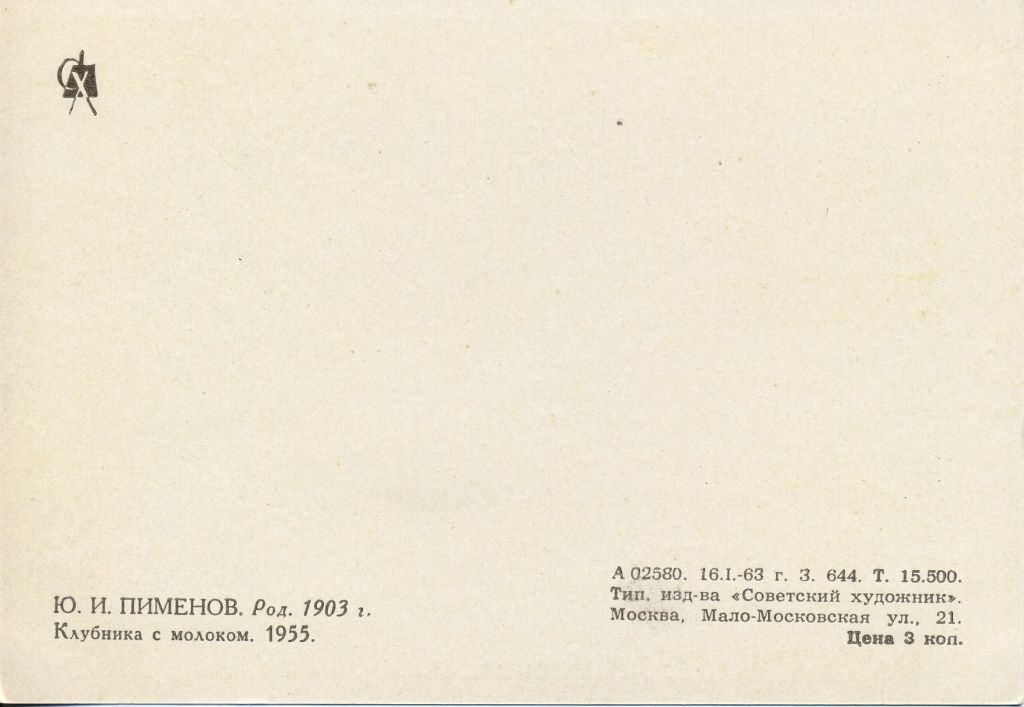 СХ
Ю. И. ПИМЕНОВ. Род. 1903 г.
Клубника с молоком. 1955.
А 02580. 16.I.-63 г. З. 644. Т. 15.500.
Тип. изд-ва «Советский художник».
Москва, Мало-Московская ул., 21.
Цена 3 коп.